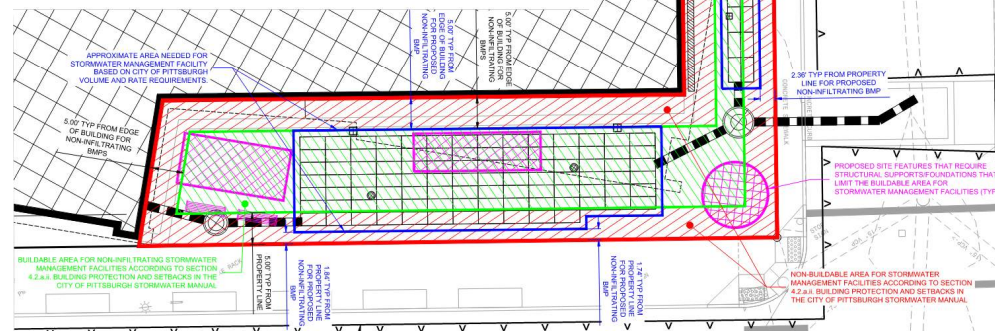 5.00' TYP FROM
EDGE OF BUILDING
FOR PROPOSED
NON-INFILTRATING
BMP
5.00' TYP FROM EDGE
OF BUILDING FOR
NON-INFILTRATING
BMPS
APPROXIMATE AREA NEEDED FOR
STORMWATER MANAGEMENT FACILITY
BASED ON CITY OF PITTSBURGH
VOLUME AND RATE REQUIREMENTS.
2.36' TYP FROM PROPERTY
LINE FOR PROPOSED
NON-INFILTRATING BMP
5.00' TYP FROM EDGE
OF BUILDING FOR
NON-INFILTRATING
BMPS
PROPOSED SITE FEATURES THAT REQUIRE
STRUCTURAL SUPPORTS/FOUNDATIONS THAT
LIMIT THE BUILDABLE AREA FOR
STORMWATER MANAGEMENT FACILITIES (TYP
BUILDABLE AREA FOR NON-INFILTRATING STORMWATER
MANAGEMENT FACILITIES ACCORDING TO SECTION
4.2.a.ii. BUILDING PROTECTION AND SETBACKS IN THE
CITY OF PITTSBURGH STORMWATER MANUAL
5.00' TYP FROM
PROPERTY LINE
1.84' TYP FROM
PROPERTY LINE
FOR PROPOSED
NON-INFILTRATING
BMP
1.74' TYP FROM
PROPERTY LINE
FOR PROPOSED
NON-INFILTRATING
BMP
NON-BUILDABLE AREA FOR STORMWATER
MANAGEMENT FACILITIES ACCORDING TO SECTION
4.2.a.ii. BUILDING PROTECTION AND SETBACKS IN
THE CITY OF PITTSBURGH STORMWATER MANUAL